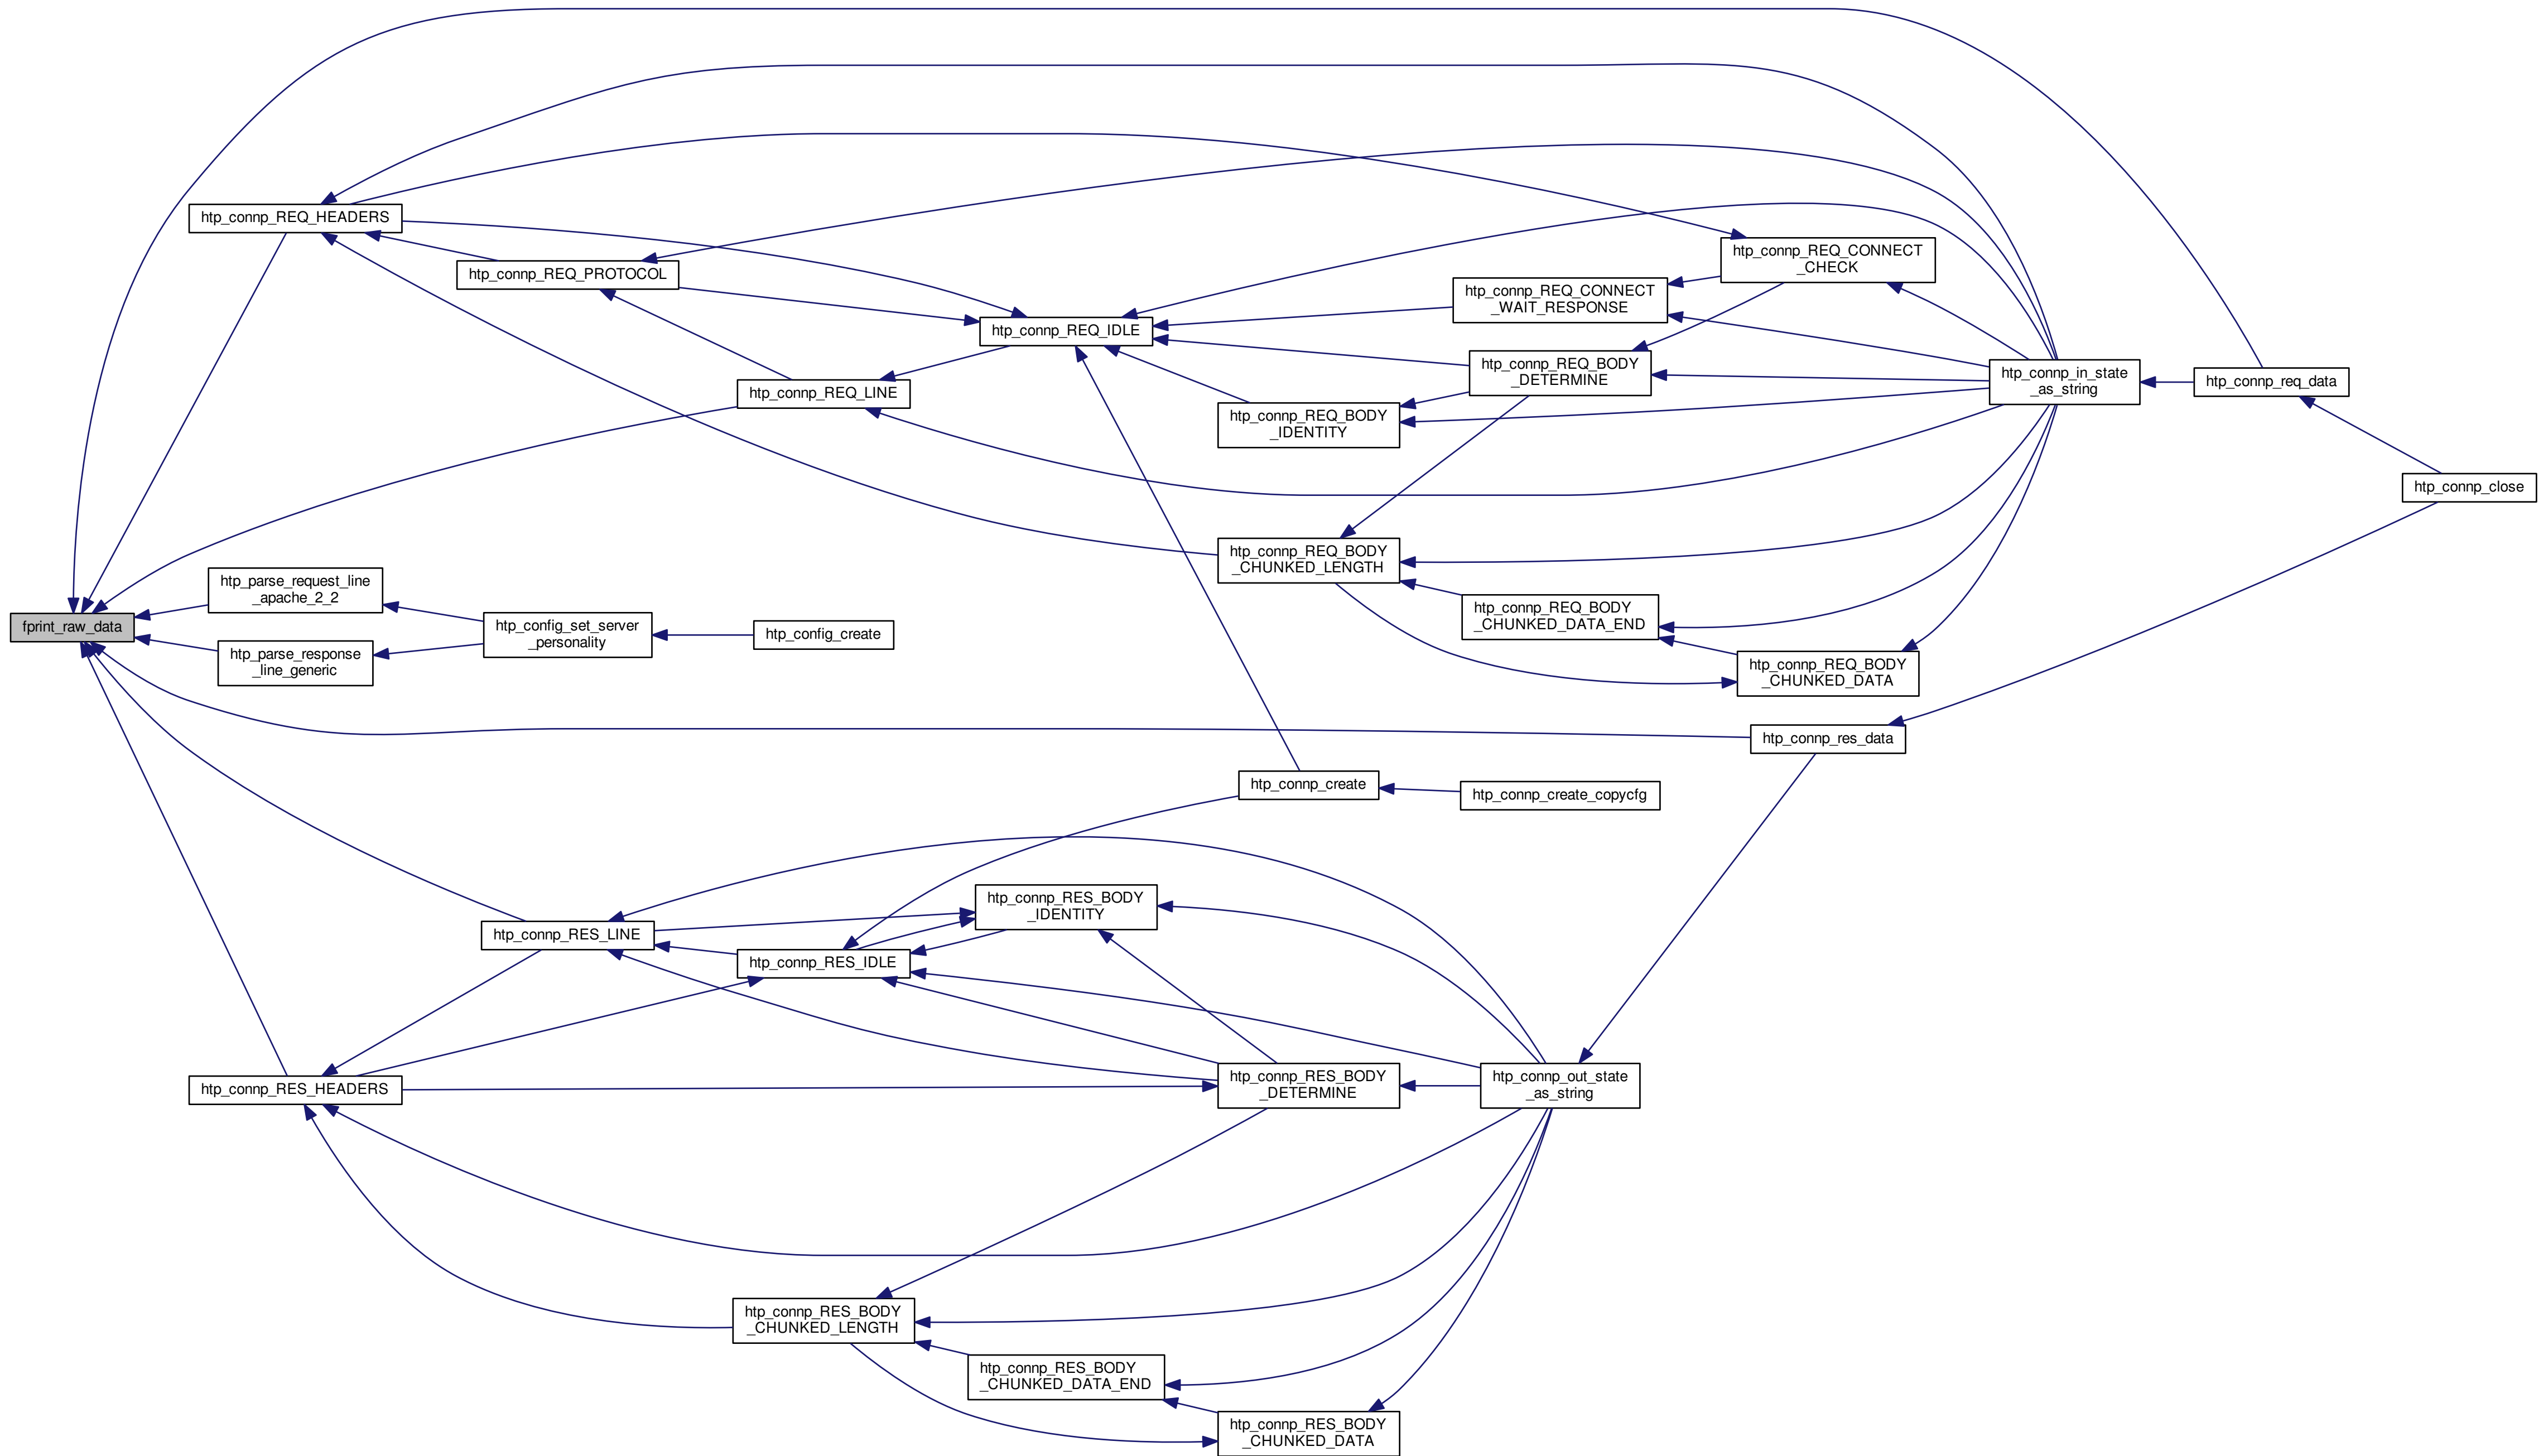 htp_connp_REQ_HEADERS
htp_connp_REQ_PROTOCOL
htp_connp_REQ_CONNECT
_CHECK
htp_connp_REQ_CONNECT
_WAIT_RESPONSE
htp_connp_REQ_IDLE
htp_connp_REQ_BODY
_DETERMINE
htp_connp_in_state
_as_string
htp_connp_req_data
htp_connp_REQ_LINE
htp_connp_REQ_BODY
_IDENTITY
htp_connp_close
htp_connp_REQ_BODY
_CHUNKED_LENGTH
htp_parse_request_line
_apache_2_2
htp_connp_REQ_BODY
_CHUNKED_DATA_END
fprint_raw_data
htp_config_set_server
_personality
htp_config_create
htp_parse_response
_line_generic
htp_connp_REQ_BODY
_CHUNKED_DATA
htp_connp_res_data
htp_connp_create
htp_connp_create_copycfg
htp_connp_RES_BODY
_IDENTITY
htp_connp_RES_LINE
htp_connp_RES_IDLE
htp_connp_RES_HEADERS
htp_connp_RES_BODY
_DETERMINE
htp_connp_out_state
_as_string
htp_connp_RES_BODY
_CHUNKED_LENGTH
htp_connp_RES_BODY
_CHUNKED_DATA_END
htp_connp_RES_BODY
_CHUNKED_DATA